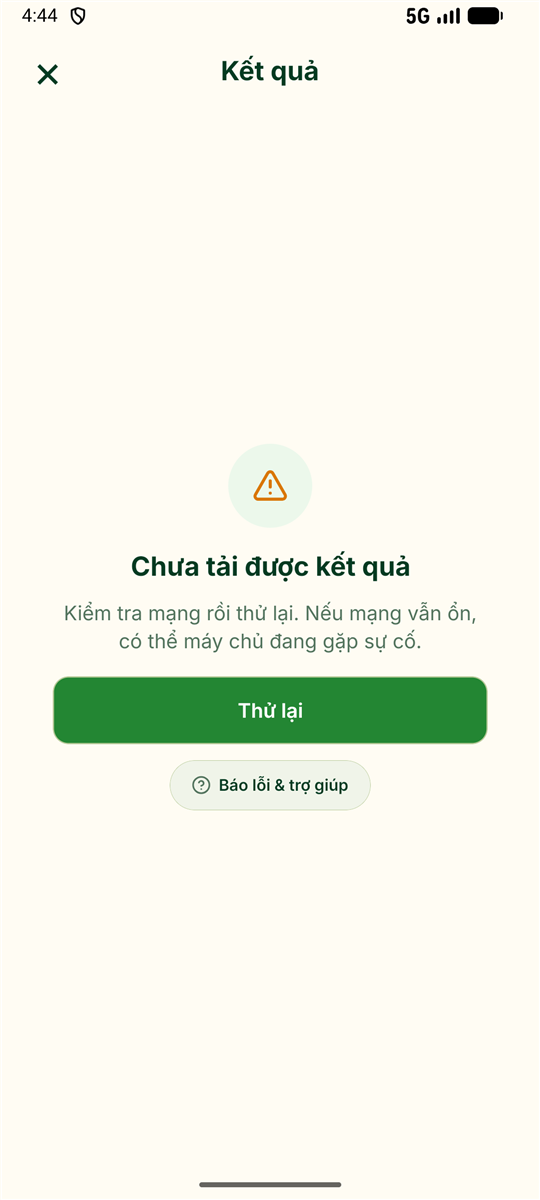 4:44
5G
Kết quả
Chưa tải được kết quả
Kiểm tra mạng rồi thử lại. Nếu mạng vẫn ổn,
có thể máy chủ đang gặp sự cố.
Thử lại
Báo lỗi & trợ giúp